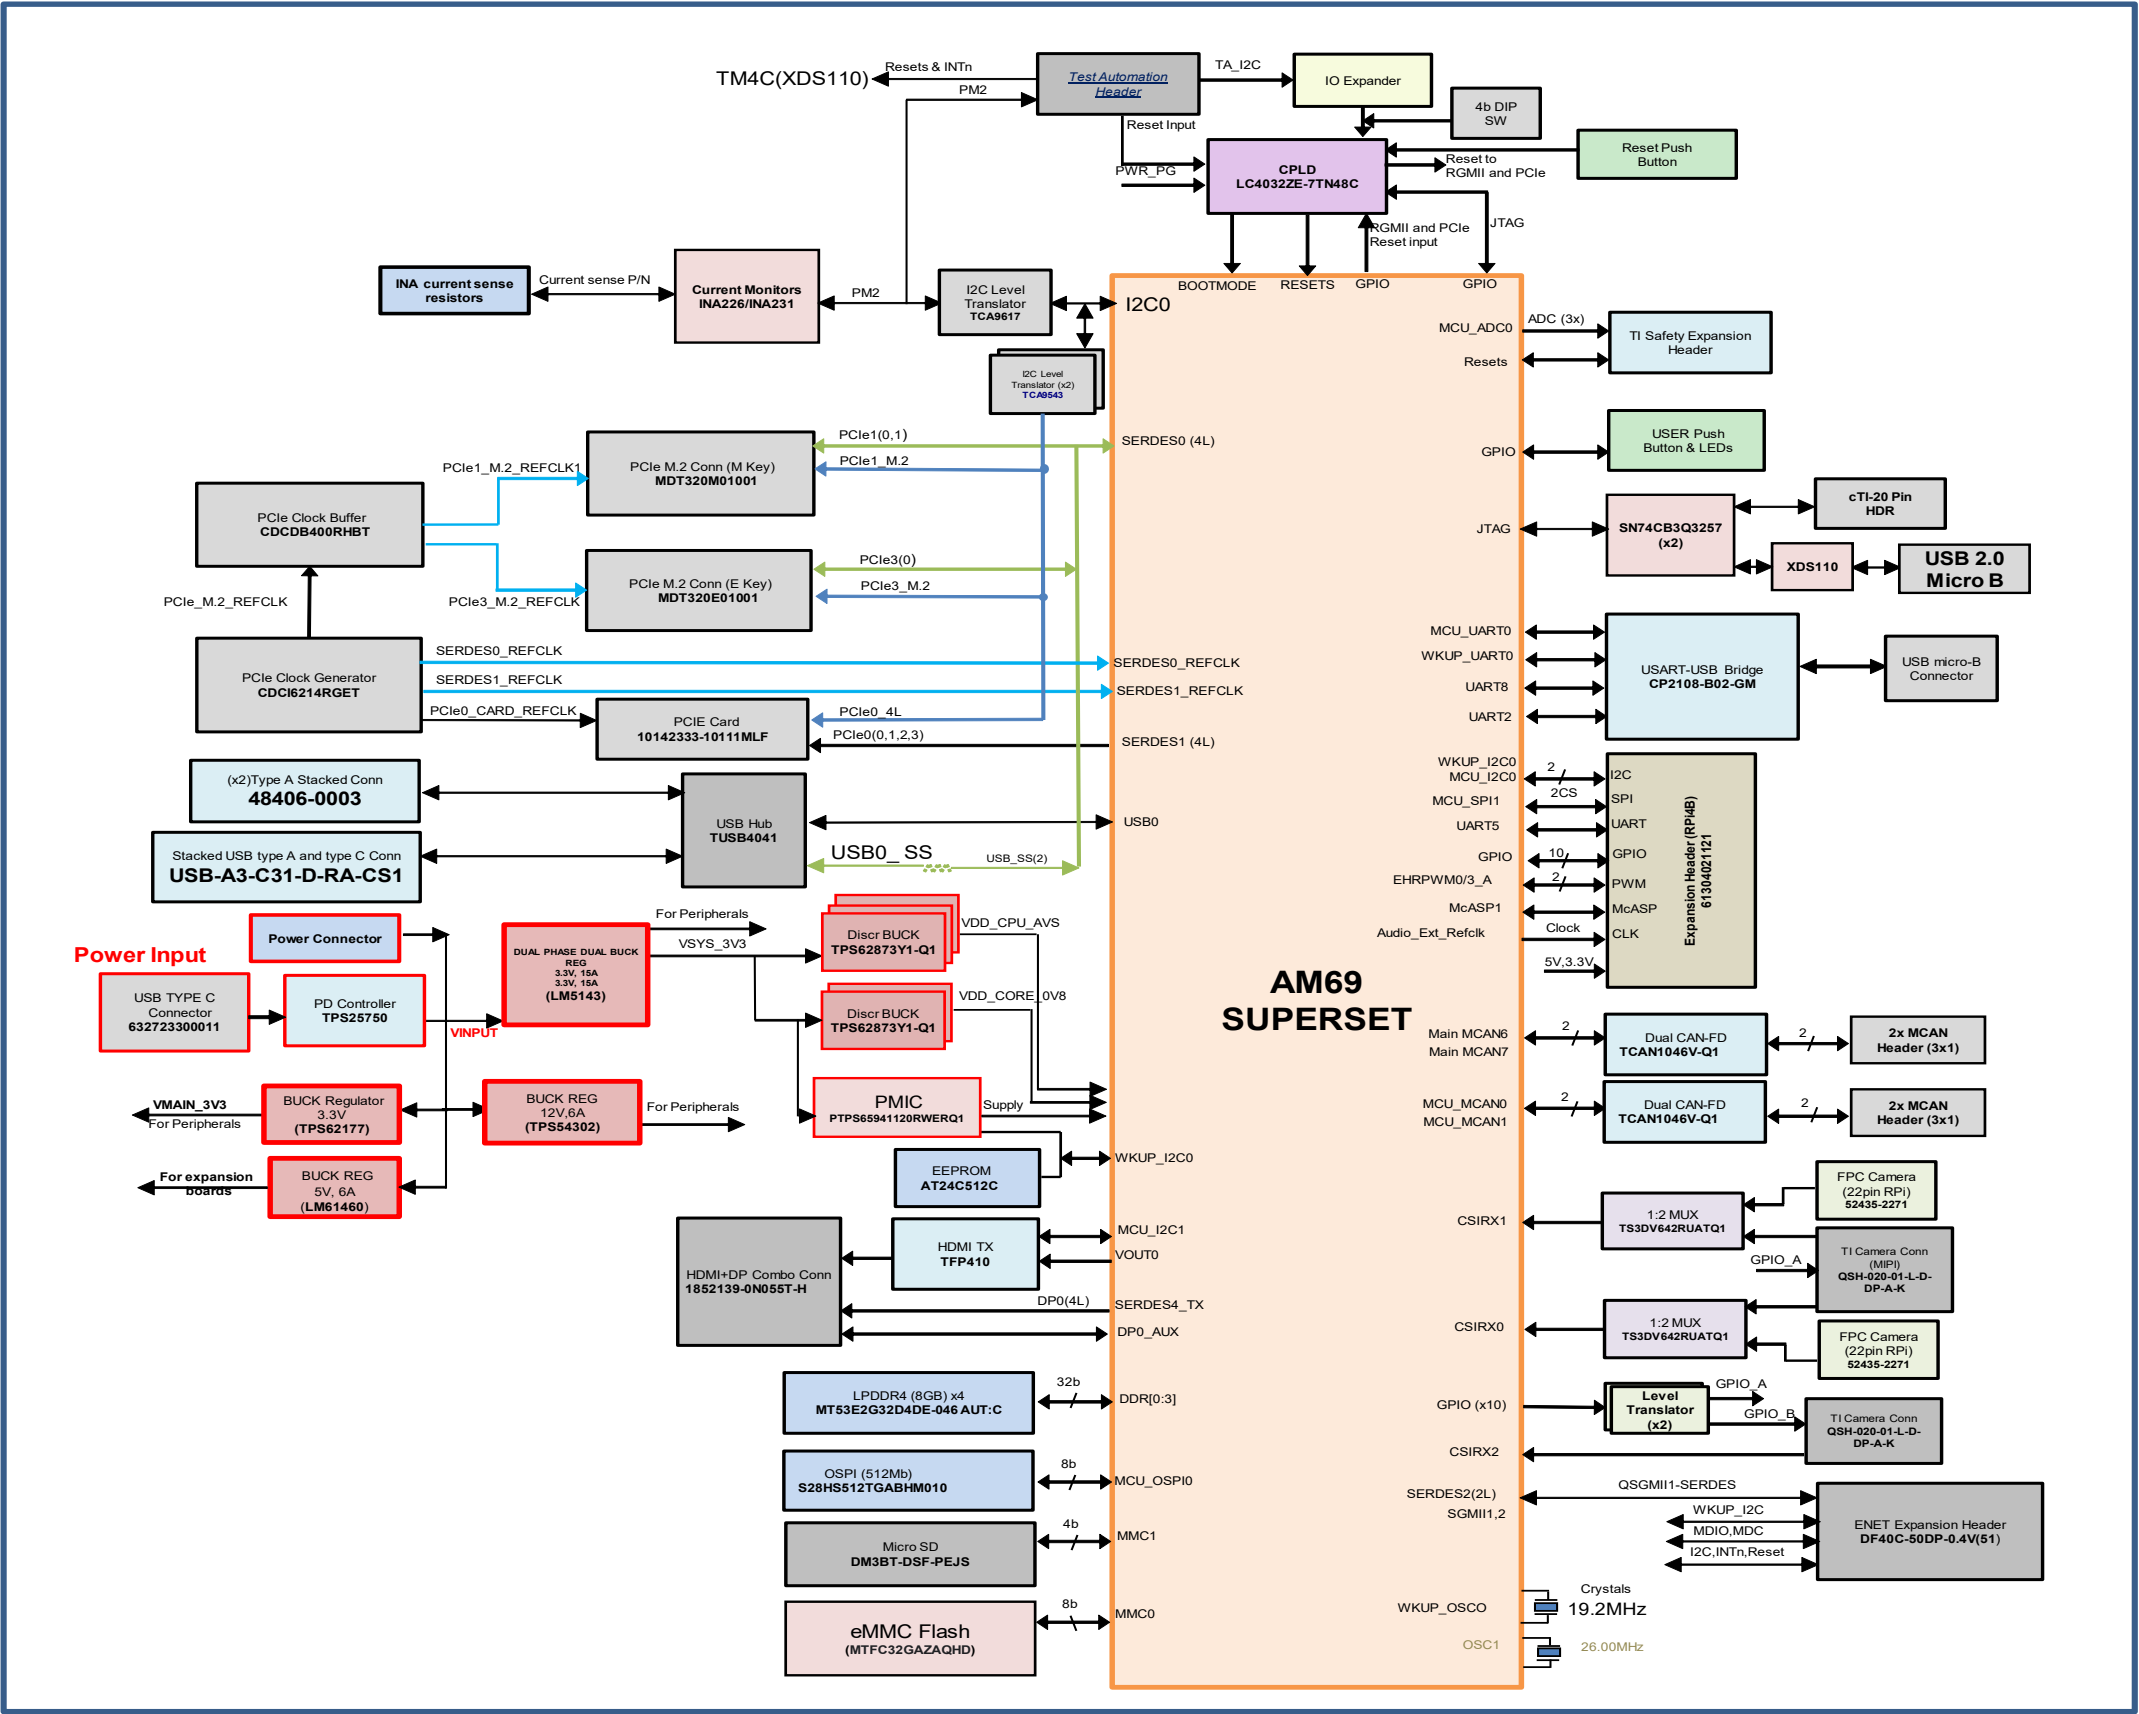 TM4C(XDS110)
Resets & INTn
PM2
Test Automation
Header
TA_I2C
IO Expander
4b DIP
SW
Reset Input
PWR_PG
CPLD
LC4032ZE-7TN48C
Reset to
RGMII and PCIe
Reset Push
Button
RGMII and PCIe
Reset input
JTAG
INA current sense
resistors
Current sense P/N
Current Monitors
INA226/INA231
PM2
I2C Level
Translator
TCA9617
I2C Level
Translator (x2)
TCA9543
BOOTMODE
RESETS
GPIO
GPIO
I2C0
MCU_ADC0
ADC (3x)
Resets
TI Safety Expansion
Header
PCIe1(0,1)
PCIe1_M.2
SERDES0 (4L)
PCIe M.2 Conn (M Key)
MDT320M01001
PCIe1_M.2_REFCLK1
PCIe Clock Buffer
CDCDB400RHBT
GPIO
USER Push
Button & LEDs
JTAG
SN74CB3Q3257
(x2)
cTI-20 Pin
HDR
XDS110
USB 2.0
Micro B
PCIe3(0)
PCIe3_M.2
PCIe M.2 Conn (E Key)
MDT320E01001
PCIe3_M.2_REFCLK
PCIe_M.2_REFCLK
PCIe Clock Generator
CDCI6214RGET
SERDES0_REFCLK
SERDES0_REFCLK
SERDES1_REFCLK
SERDES1_REFCLK
PCIe0_CARD_REFCLK
PCIE Card
10142333-10111MLF
PCIe0_4L
PCIe0(0,1,2,3)
SERDES1 (4L)
MCU_UART0
WKUP_UART0
UART8
UART2
USART-USB Bridge
CP2108-B02-GM
USB micro-B
Connector
(x2)Type A Stacked Conn
48406-0003
Stacked USB type A and type C Conn
USB-A3-C31-D-RA-CS1
USB Hub
TUSB4041
USB0
USB0_ SS
USB_SS(2)
WKUP_I2C0
MCU_I2C0
2
I2C
MCU_SPI1
2CS
SPI
UART5
UART
GPIO
10
GPIO
EHRPWM0/3_A
2
PWM
McASP1
McASP
Audio_Ext_Refclk
Clock
CLK
5V,3.3V
Expansion Header (RPi4B)
61304021121
Power Input
Power Connector
USB TYPE C
Connector
632723300011
PD Controller
TPS25750
VINPUT
DUAL PHASE DUAL BUCK
REG
3.3V, 15A
3.3V, 15A
(LM5143)
For Peripherals
VSYS_3V3
Discr BUCK
TPS62873Y1-Q1
VDD_CPU_AVS
Discr BUCK
TPS62873Y1-Q1
VDD_CORE_0V8
AM69
SUPERSET
PMIC
PTPS65941120RWERQ1
Supply
VMAIN_3V3
For Peripherals
BUCK Regulator
3.3V
(TPS62177)
BUCK REG
12V,6A
(TPS54302)
For Peripherals
For expansion
boards
BUCK REG
5V, 6A
(LM61460)
EEPROM
AT24C512C
WKUP_I2C0
Main MCAN6
Main MCAN7
2
Dual CAN-FD
TCAN1046V-Q1
2
2x MCAN
Header (3x1)
MCU_MCAN0
MCU_MCAN1
2
Dual CAN-FD
TCAN1046V-Q1
2
2x MCAN
Header (3x1)
HDMI+DP Combo Conn
1852139-0N055T-H
HDMI TX
TFP410
MCU_I2C1
VOUT0
DP0(4L)
SERDES4_TX
DP0_AUX
CSIRX1
1:2 MUX
TS3DV642RUATQ1
FPC Camera
(22pin RPi)
52435-2271
GPIO_A
TI Camera Conn
(MIPI)
QSH-020-01-L-D-
DP-A-K
CSIRX0
1:2 MUX
TS3DV642RUATQ1
FPC Camera
(22pin RPi)
52435-2271
LPDDR4 (8GB) x4
MT53E2G32D4DE-046 AUT:C
32b
DDR[0:3]
GPIO (x10)
Level
Translator
(x2)
GPIO_A
GPIO_B
TI Camera Conn
QSH-020-01-L-D-
DP-A-K
CSIRX2
OSPI (512Mb)
S28HS512TGABHM010
8b
MCU_OSPI0
SERDES2(2L)
SGMII1,2
QSGMII1-SERDES
WKUP_I2C
MDIO,MDC
I2C,INTn,Reset
ENET Expansion Header
DF40C-50DP-0.4V(51)
Micro SD
DM3BT-DSF-PEJS
4b
MMC1
eMMC Flash
(MTFC32GAZAQHD)
8b
MMC0
WKUP_OSCO
Crystals
19.2MHz
OSC1
26.00MHz